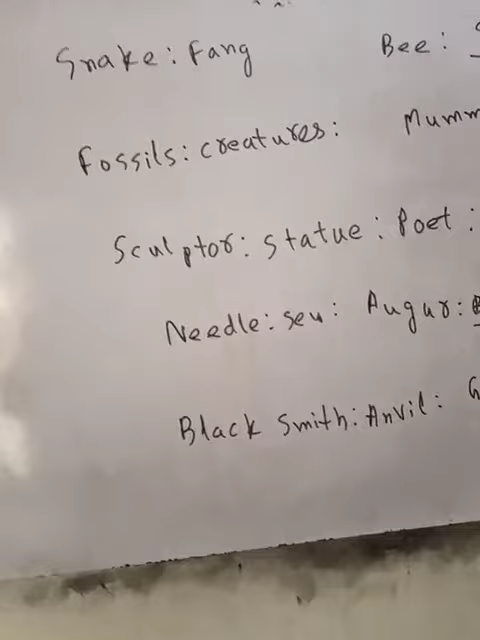 Snake: Fang Bee: S
Fossils: creatures: Mumm
Sculptor: statue: Poet:
Needle: sew: Augur:
Black Smith: Anvil: G